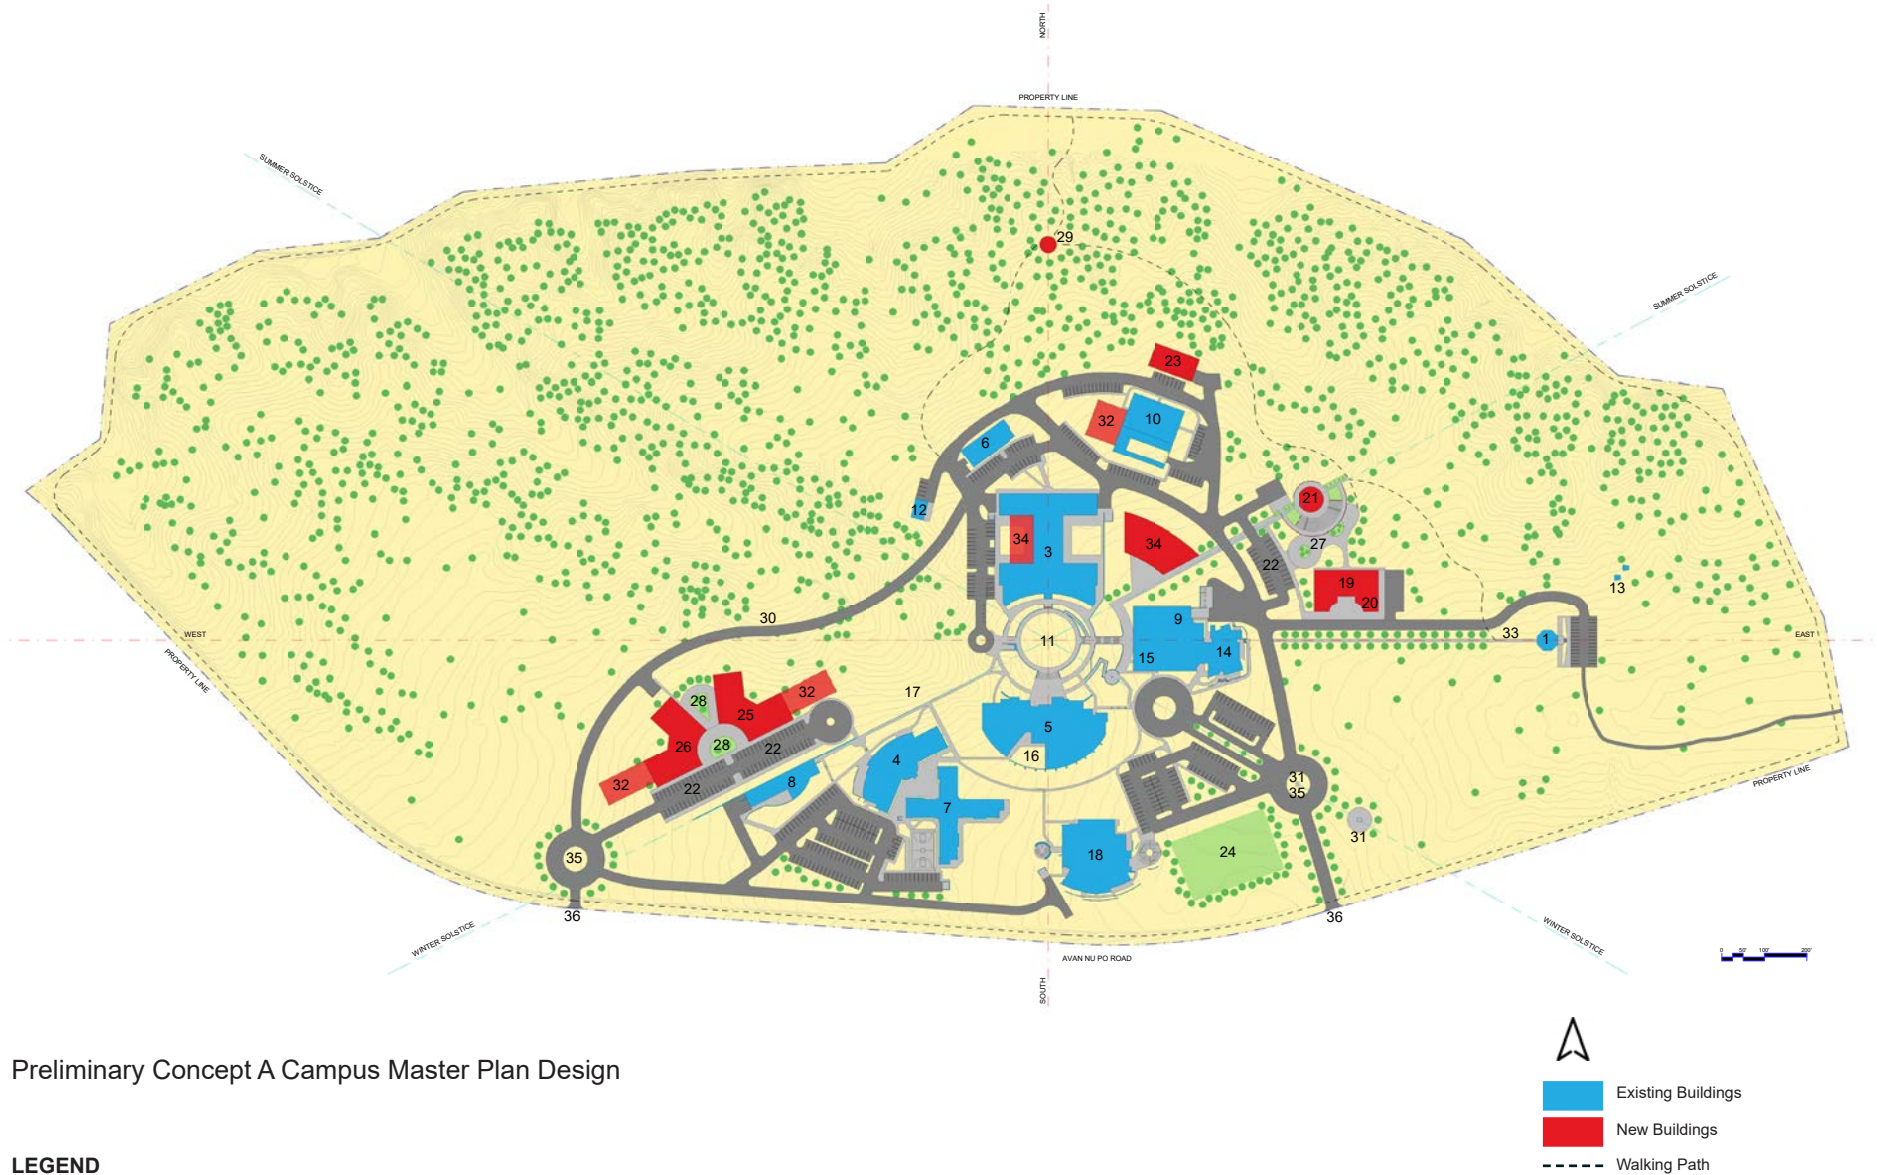 NORTH
PROPERTY LINE
SUMMER SOLSTICE
29
SUMMER SOLSTICE
23
32
10
6
12
21
34
3
34
27
22
19
20
13
30
WEST
11
9
33
1
EAST
PROPERTY LINE
15
14
28
32
17
25
5
26
28
22
16
4
31
35
PROPERTY LINE
32
22
8
7
31
35
18
24
36
36
WINTER SOLSTICE
WINTER SOLSTICE
AVAN NU PO ROAD
0 50' 100' 200'
SOUTH
Preliminary Concept A Campus Master Plan Design
Existing Buildings
New Buildings
Walking Path
LEGEND